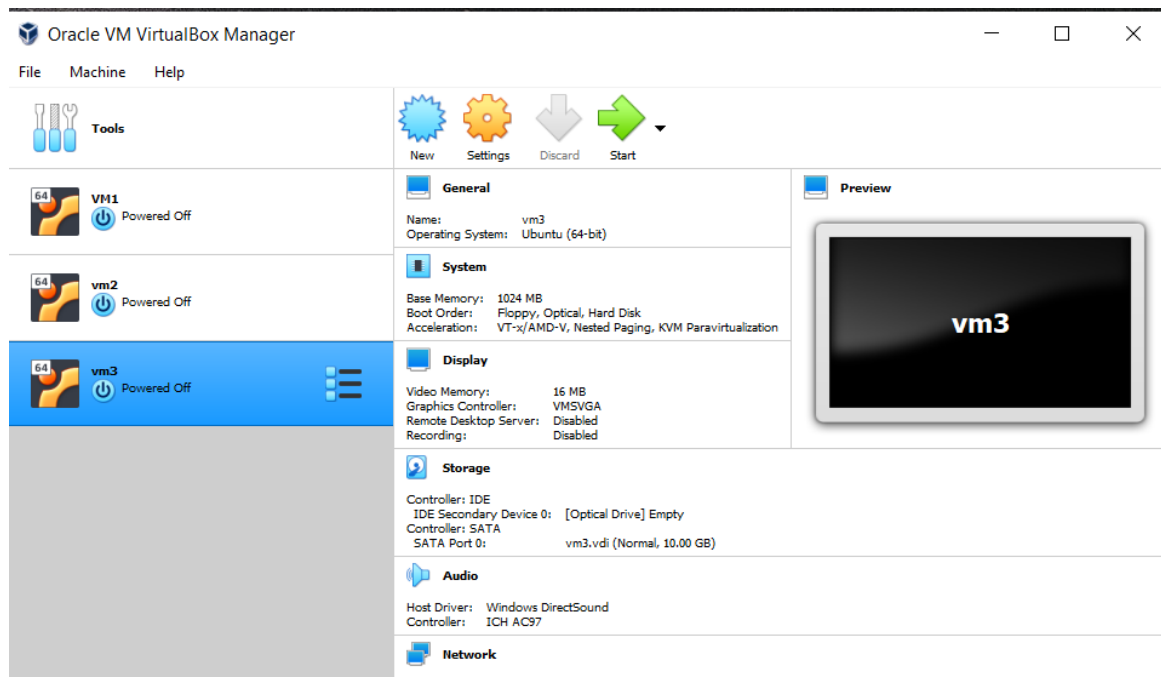 Oracle VM VirtualBox Manager
File Machine Help
Tools
New Settings Discard Start
64 VM1
Powered Off
64 vm2
Powered Off
64 vm3
Powered Off
General
Name: vm3
Operating System: Ubuntu (64-bit)
System
Base Memory: 1024 MB
Boot Order: Floppy, Optical, Hard Disk
Acceleration: VT-x/AMD-V, Nested Paging, KVM Paravirtualization
Display
Video Memory: 16 MB
Graphics Controller: VMSVGA
Remote Desktop Server: Disabled
Recording: Disabled
Storage
Controller: IDE
IDE Secondary Device 0: [Optical Drive] Empty
Controller: SATA
SATA Port 0: vm3.vdi (Normal, 10.00 GB)
Audio
Host Driver: Windows DirectSound
Controller: ICH AC97
Network
Preview
vm3